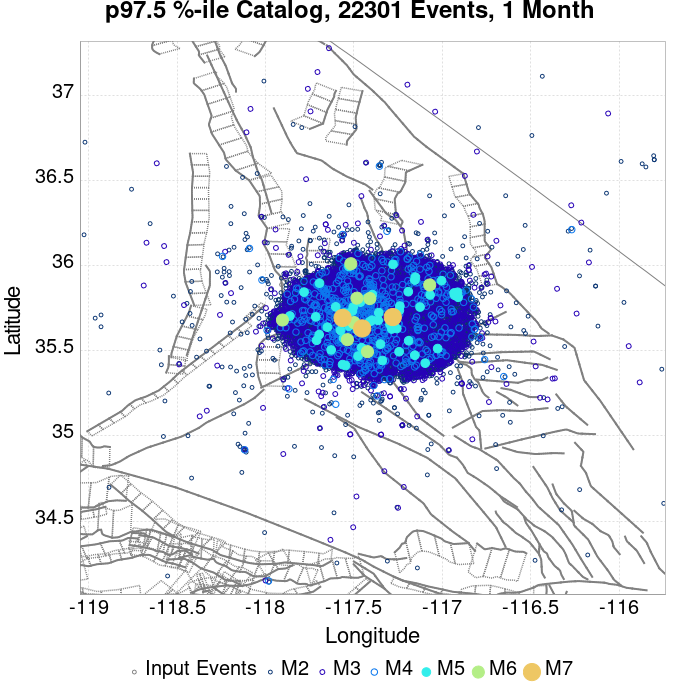 p97.5 %-ile Catalog, 22301 Events, 1 Month
37
36.5
36
35.5
35
34.5
Latitude
-119 -118.5 -118 -117.5 -117 -116.5 -116
Longitude
Input Events M2 M3 M4 M5 M6 M7